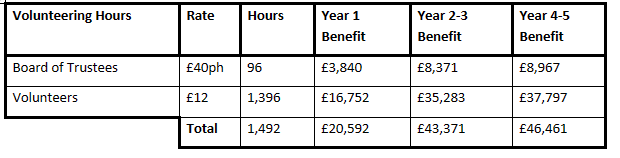 Volunteering Hours Rate Hours Year 1 Year 2-3 Year 4-5
Benefit Benefit Benefit
Board of Trustees £40ph 96 £3,840 £8,371 £8,967
Volunteers £12 1,396 £16,752 £35,283 £37,797
Total 1,492 £20,592 £43,371 £46,461